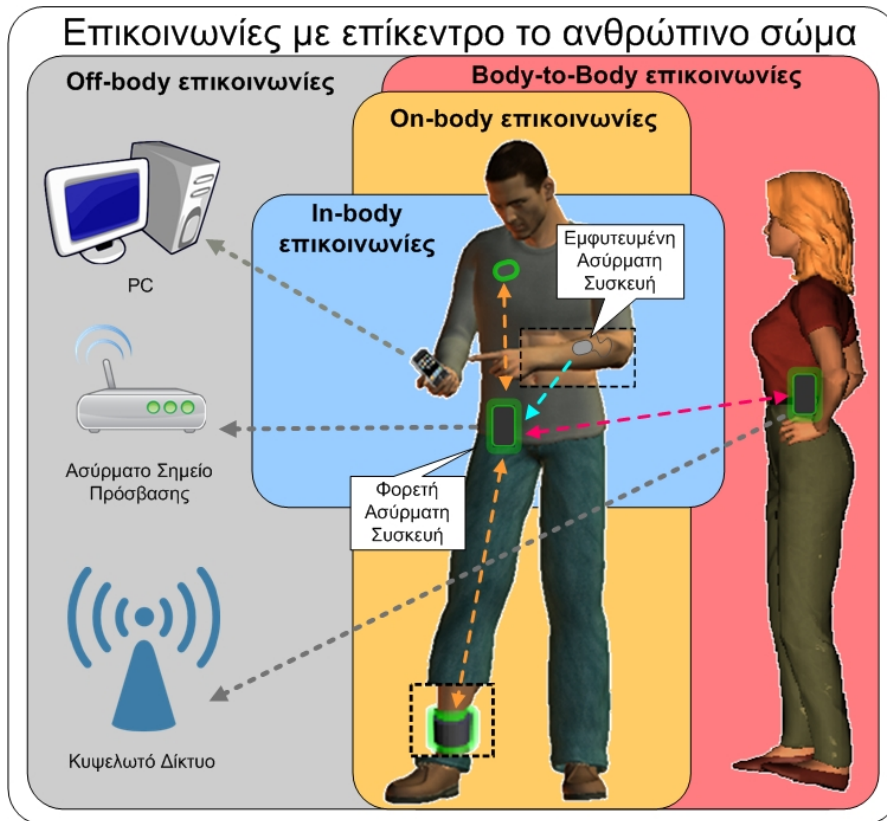 Επικοινωνίες με επίκεντρο το ανθρώπινο σώμα
Off-body επικοινωνίες
Body-to-Body επικοινωνίες
On-body επικοινωνίες
In-body
επικοινωνίες
Εμφυτευμένη
Ασύρματη
Συσκευή
PC
Ασύρματο Σημείο
Πρόσβασης
Φορετή
Ασύρματη
Συσκευή
Κυψελωτό Δίκτυο